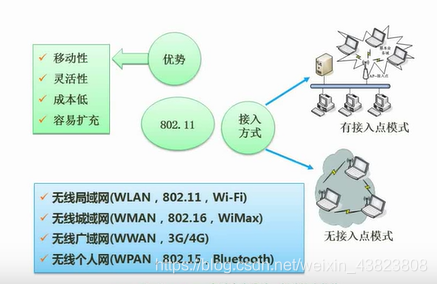 移动性
灵活性
成本低
容易扩充
优势
802.11
接入
方式
有接入点模式
无接入点模式
无线局域网(WLAN，802.11，Wi-Fi)
无线城域网(WMAN，802.16，WiMax)
无线广域网(WWAN，3G/4G)
无线个人网(WPAN，802.15，Bluetooth)
https://blog.csdn.net/weixin_43823808